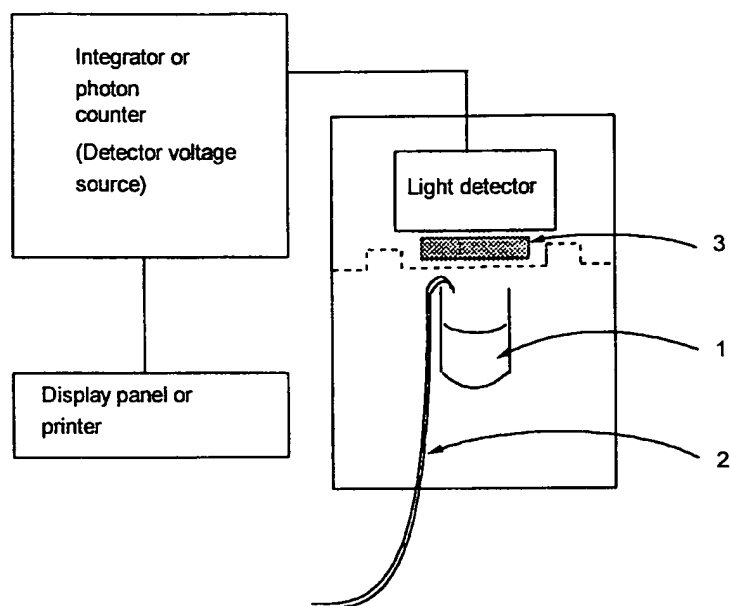 Integrator or
photon
counter
(Detector voltage
source)
Light detector
3
1
Display panel or
printer
2